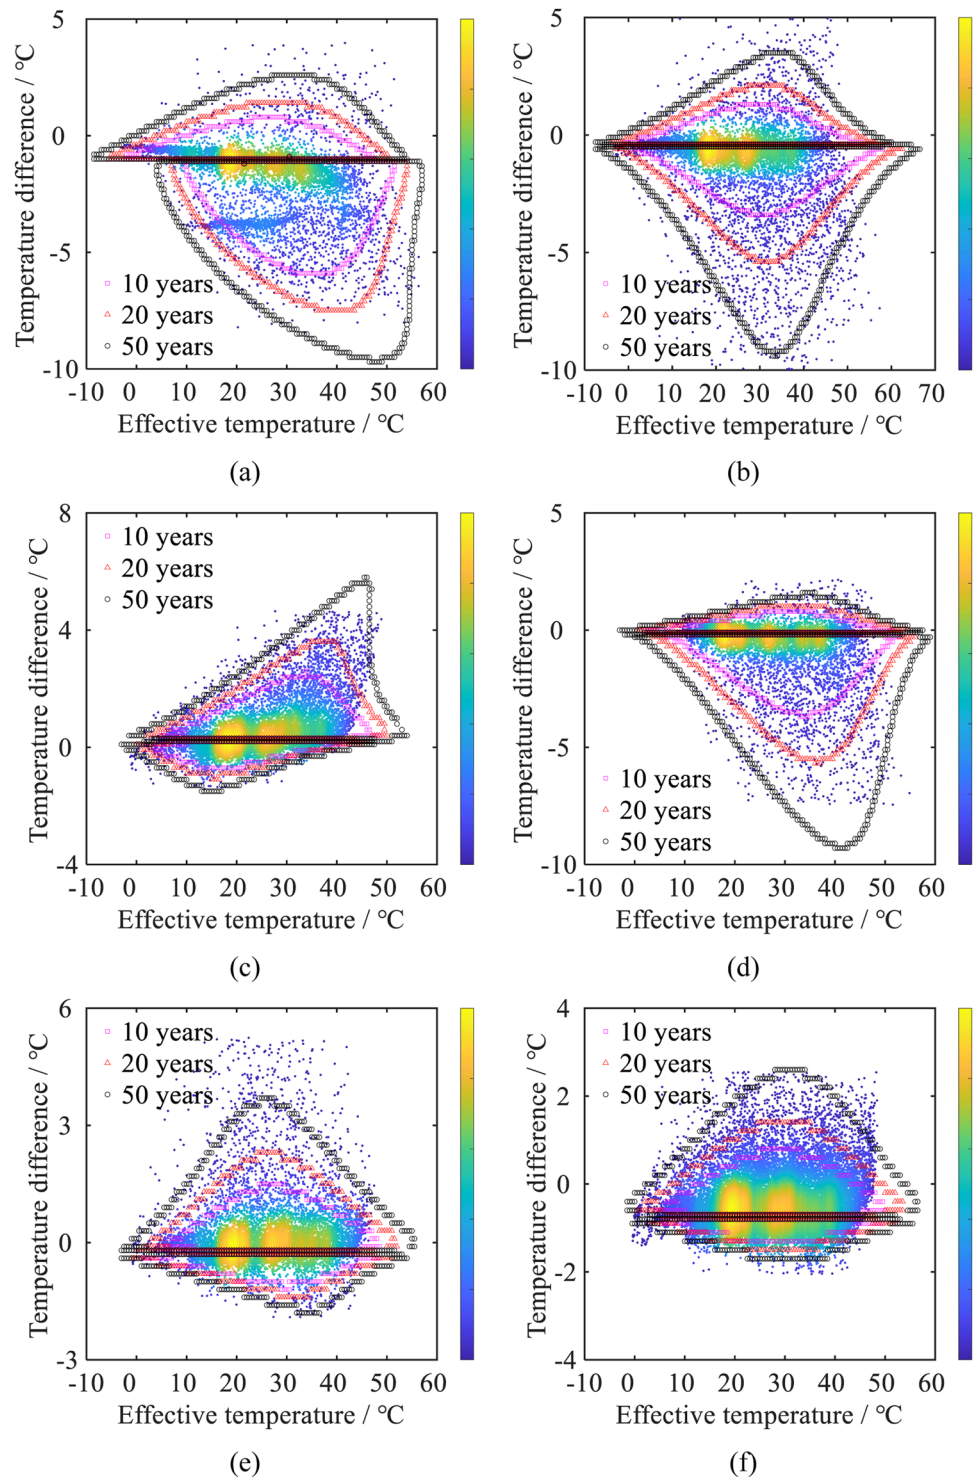 5
0
-5
-10
Temperature difference / °C
10 years
20 years
50 years
-10 0 10 20 30 40 50 60
Effective temperature / °C
(a)
5
0
-5
-10
Temperature difference / °C
10 years
20 years
50 years
-10 0 10 20 30 40 50 60 70
Effective temperature / °C
(b)
8
4
0
-4
Temperature difference / °C
10 years
20 years
50 years
-10 0 10 20 30 40 50 60
Effective temperature / °C
(c)
5
0
-5
-10
Temperature difference / °C
10 years
20 years
50 years
-10 0 10 20 30 40 50 60
Effective temperature / °C
(d)
6
3
0
-3
Temperature difference / °C
10 years
20 years
50 years
-10 0 10 20 30 40 50 60
Effective temperature / °C
(e)
4
2
0
-2
-4
Temperature difference / °C
10 years
20 years
50 years
-10 0 10 20 30 40 50 60
Effective temperature / °C
(f)